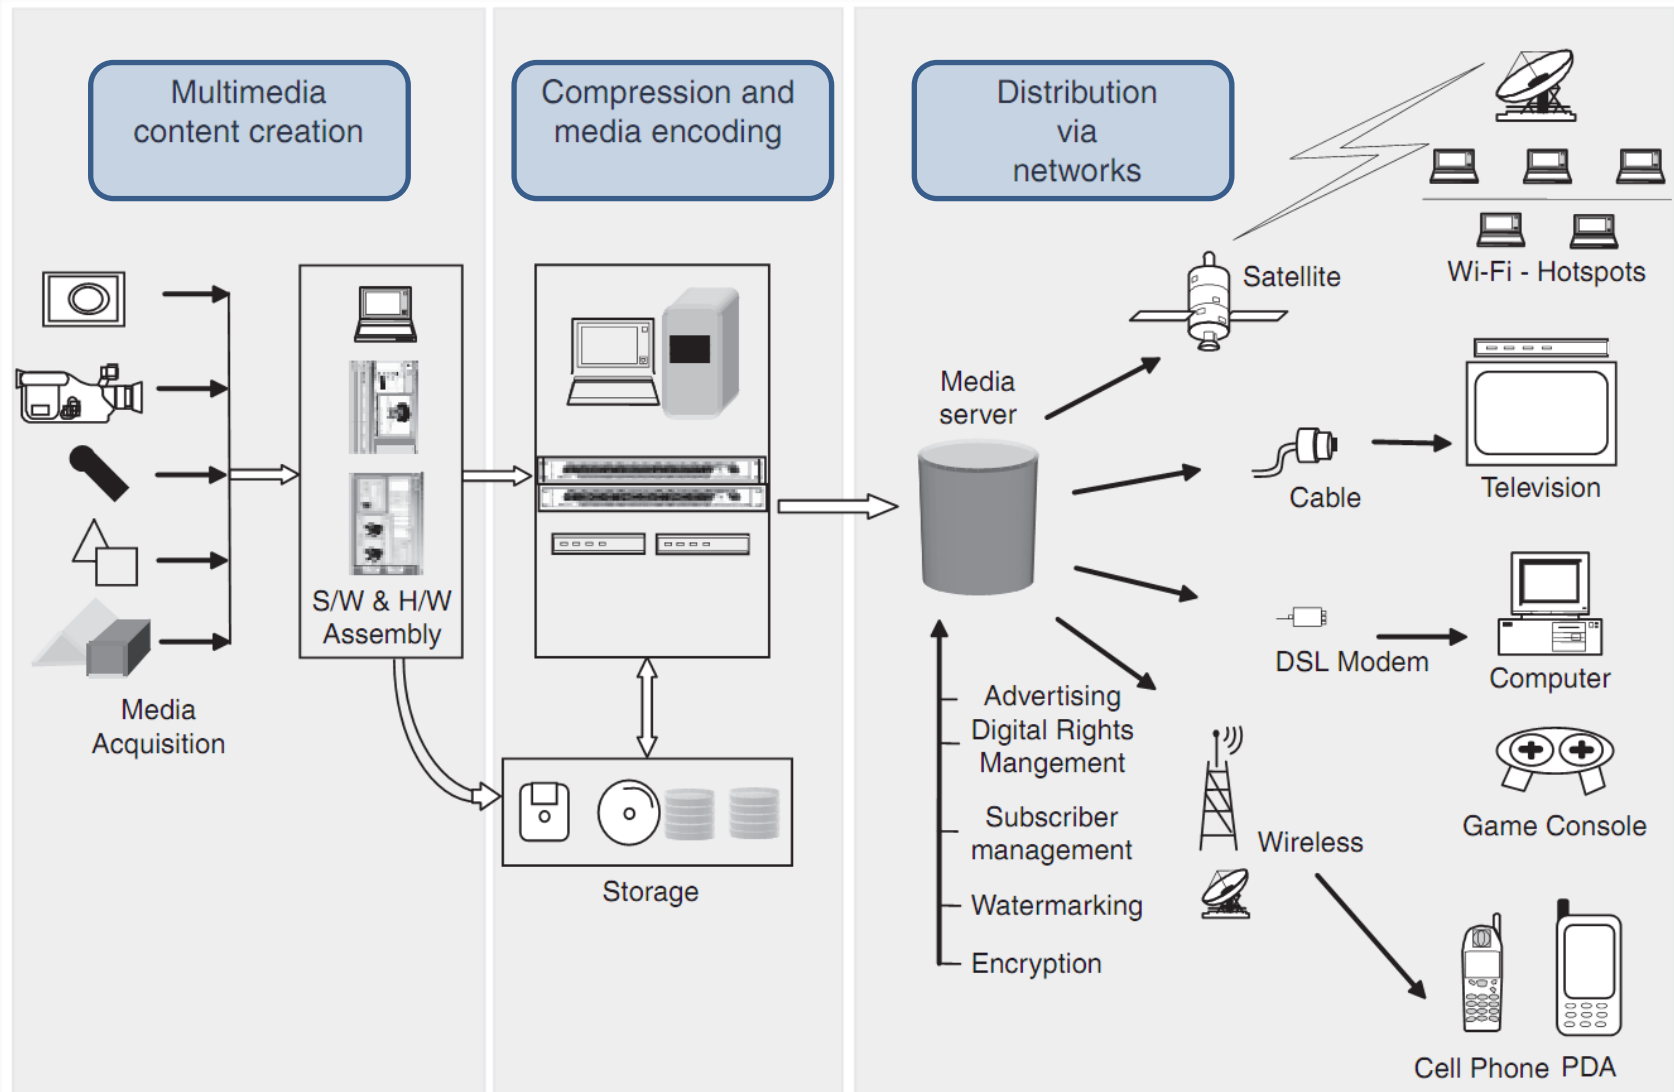 Multimedia
content creation
Compression and
media encoding
Distribution
via
networks
S/W & H/W
Assembly
Media
Acquisition
Storage
Media
server
Advertising
Digital Rights
Mangement
Subscriber
management
Watermarking
Encryption
Satellite
Wi-Fi - Hotspots
Cable
Television
DSL Modem
Computer
Game Console
Wireless
Cell Phone
PDA